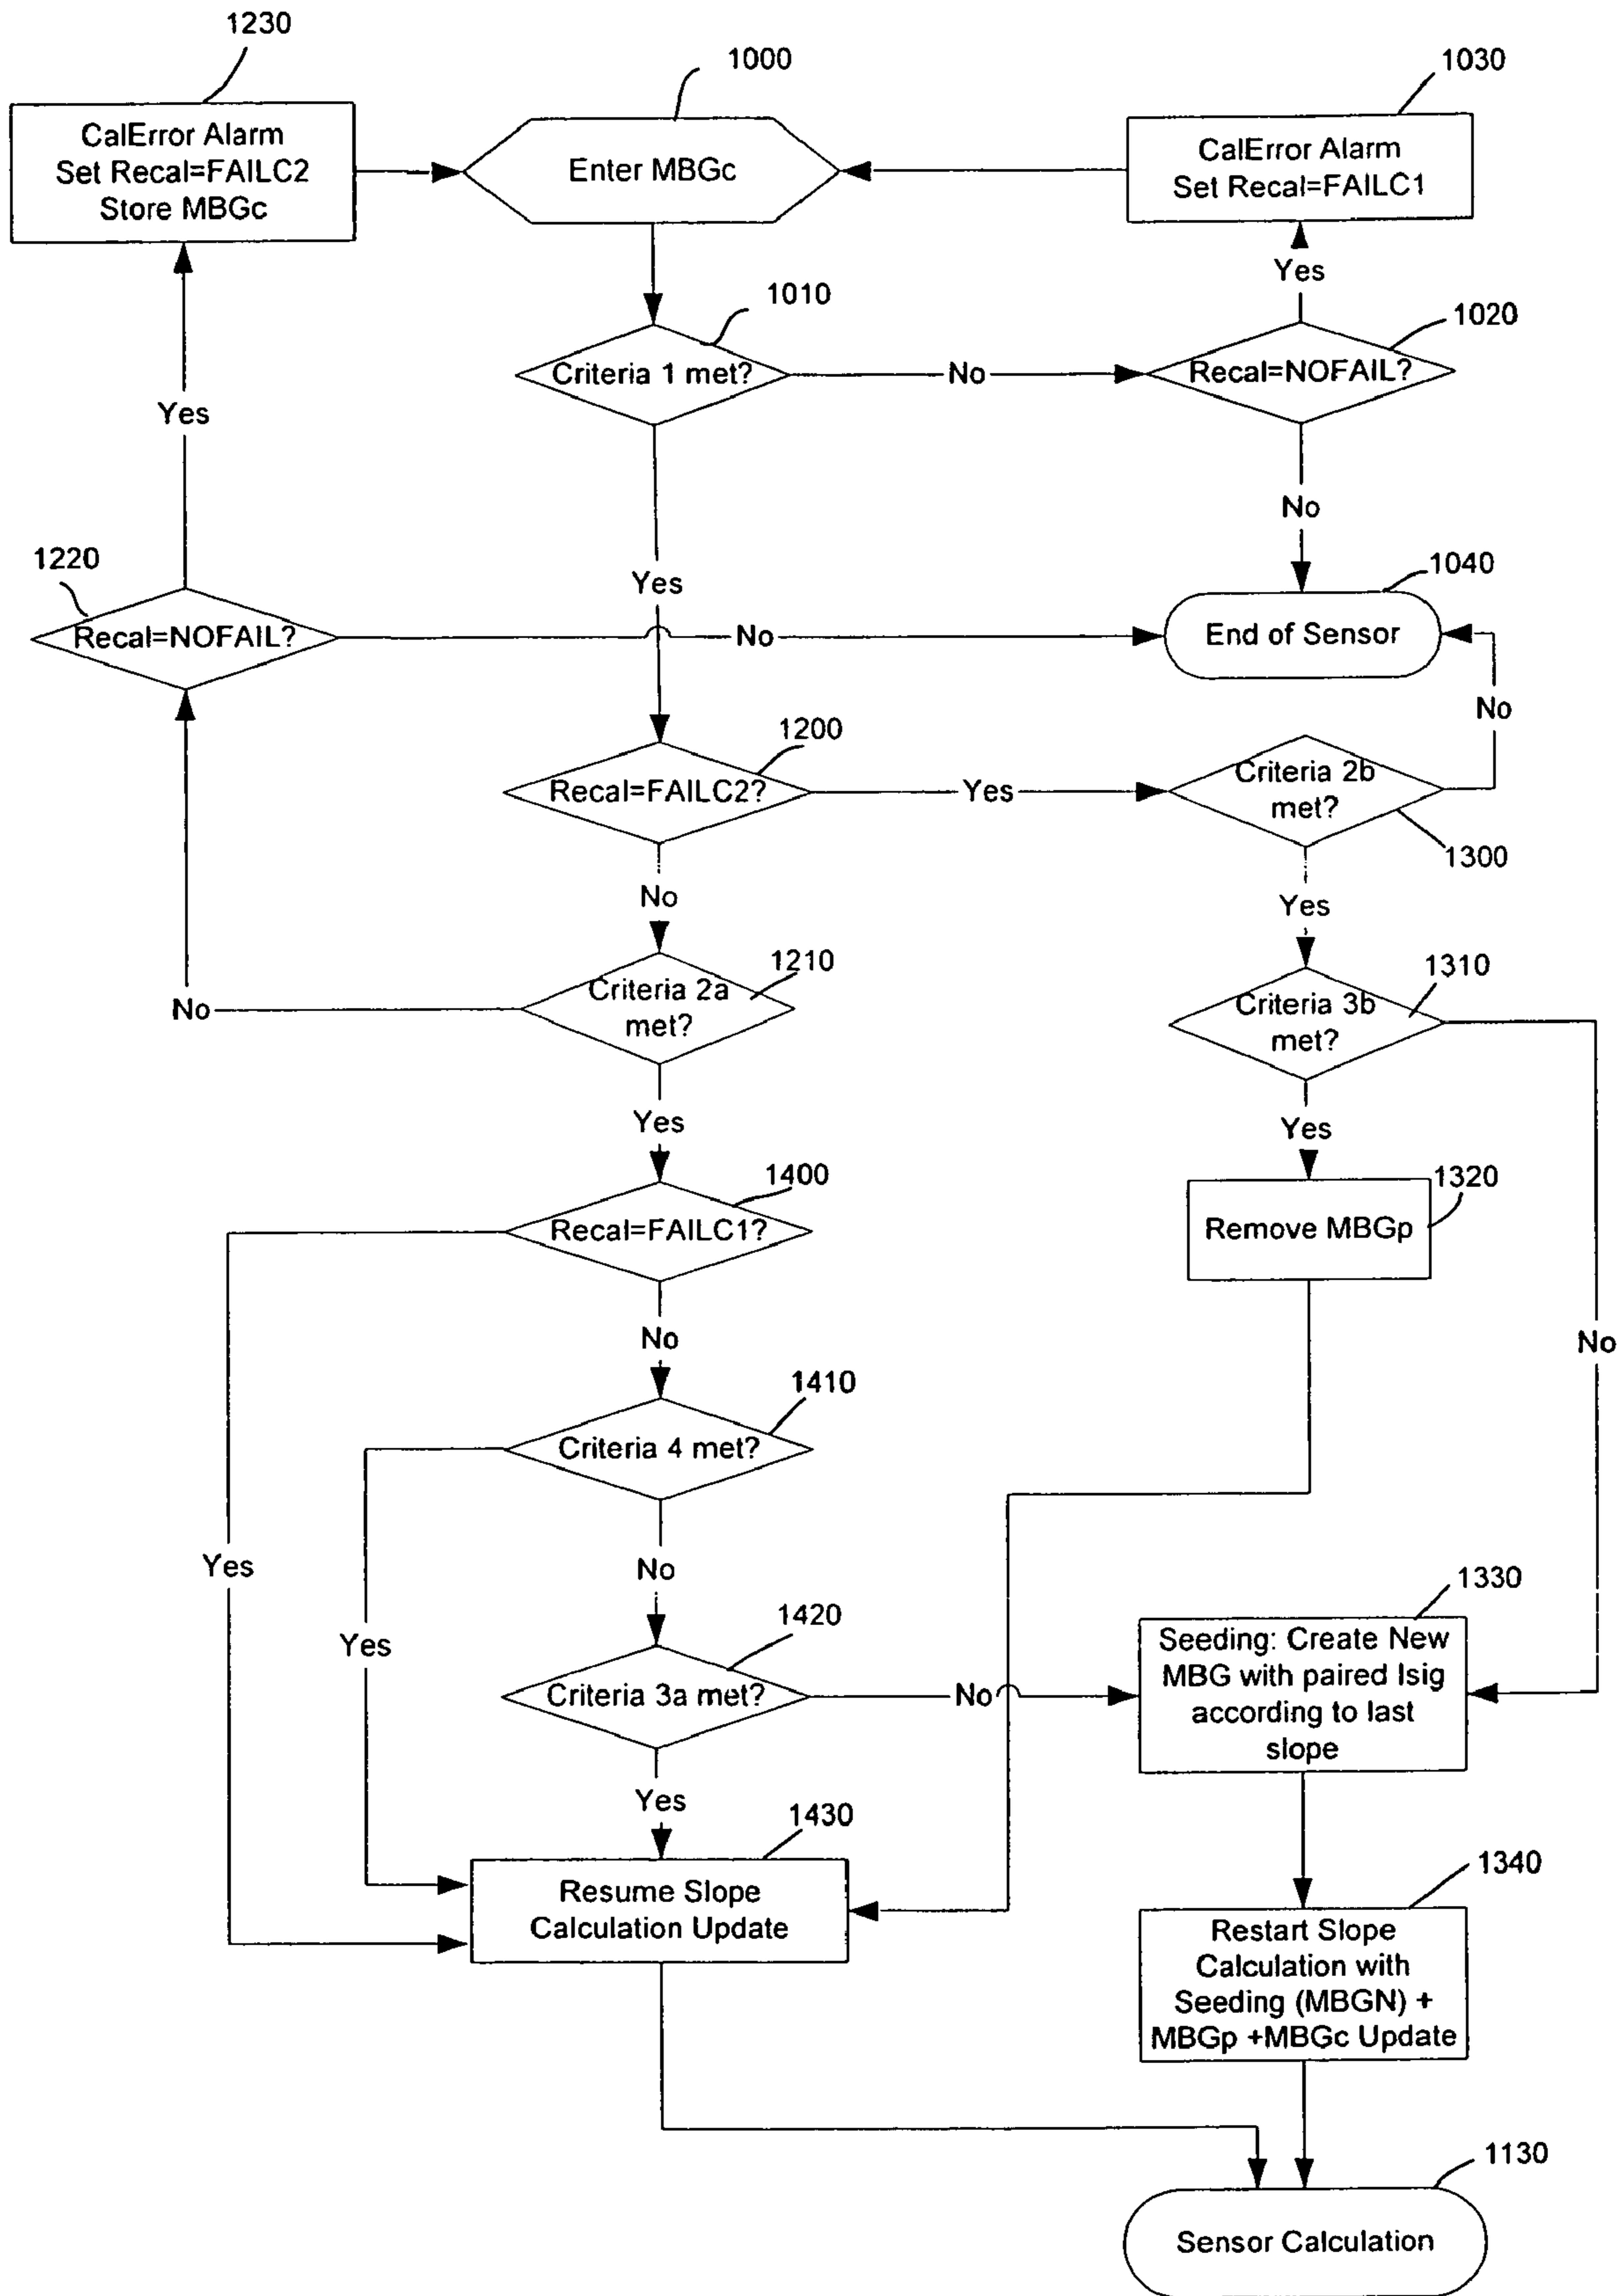 1230
1000
1030
CalError Alarm
Set Recal=FAILC2
Store MBGc
Enter MBGc
CalError Alarm
Set Recal=FAILC1
Yes
1010
1020
Criteria 1 met?
No
Recal=NOFAIL?
Yes
No
1220
Yes
1040
Recal=NOFAIL?
No
End of Sensor
No
1200
Recal=FAILC2?
Yes
Criteria 2b
met?
1300
No
Yes
1210
Criteria 2a
met?
No
1310
Criteria 3b
met?
Yes
Yes
1400
1320
Recal=FAILC1?
Remove MBGp
No
No
1410
Criteria 4 met?
Yes
No
1330
1420
Yes
Seeding: Create New
MBG with paired Isig
according to last
slope
Criteria 3a met?
No
Yes
1430
1340
Resume Slope
Calculation Update
Restart Slope
Calculation with
Seeding (MBGN) +
MBGp +MBGc Update
1130
Sensor Calculation